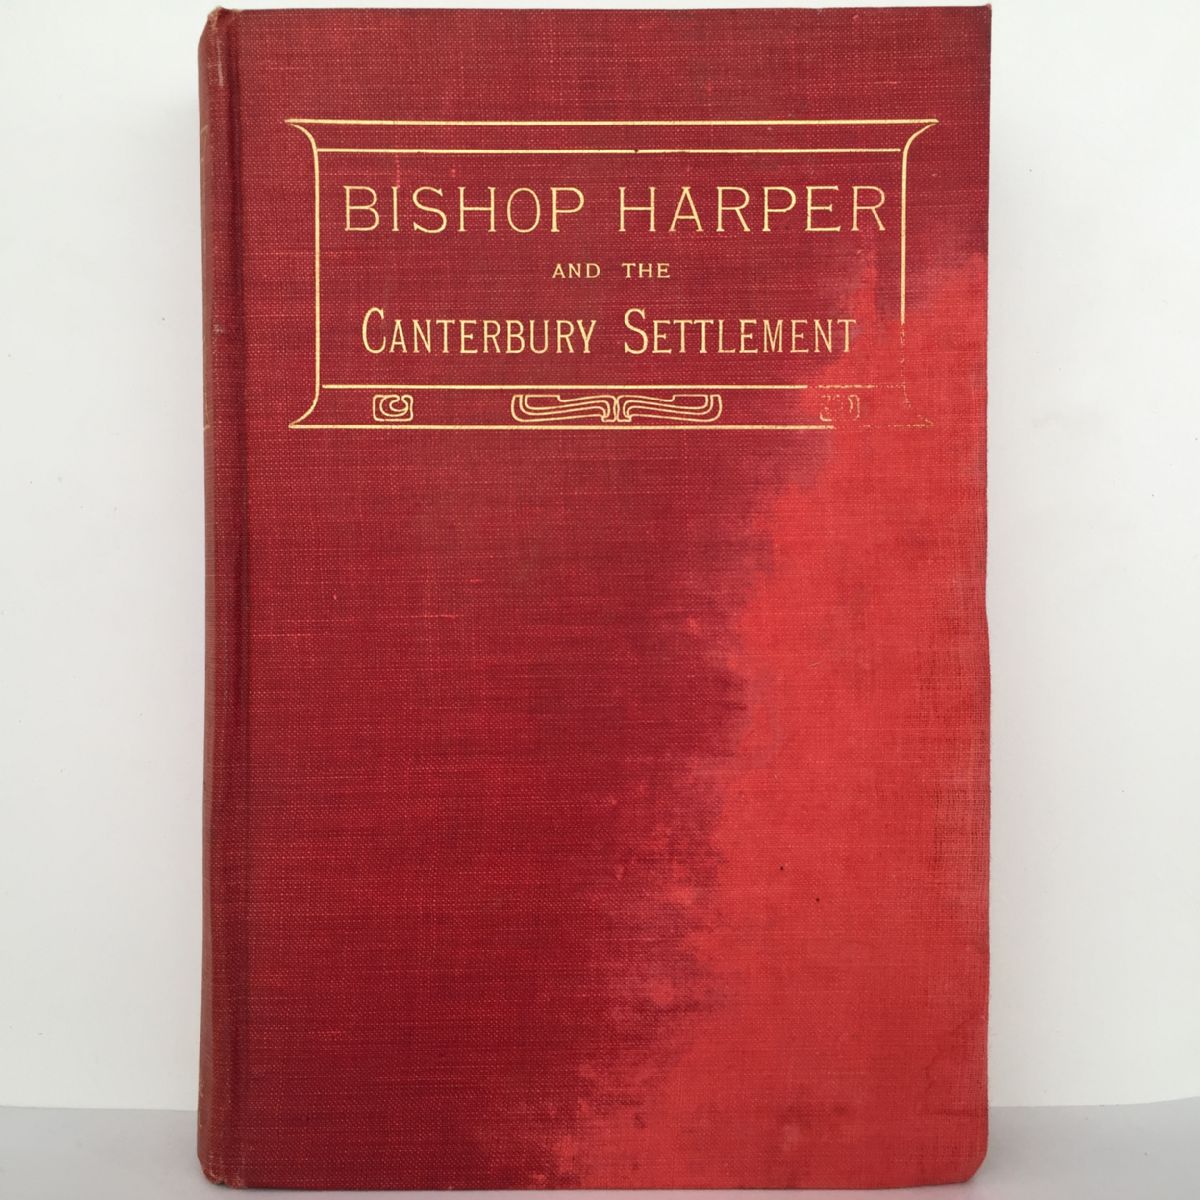 BISHOP HARPER
AND THE
CANTERBURY SETTLEMENT